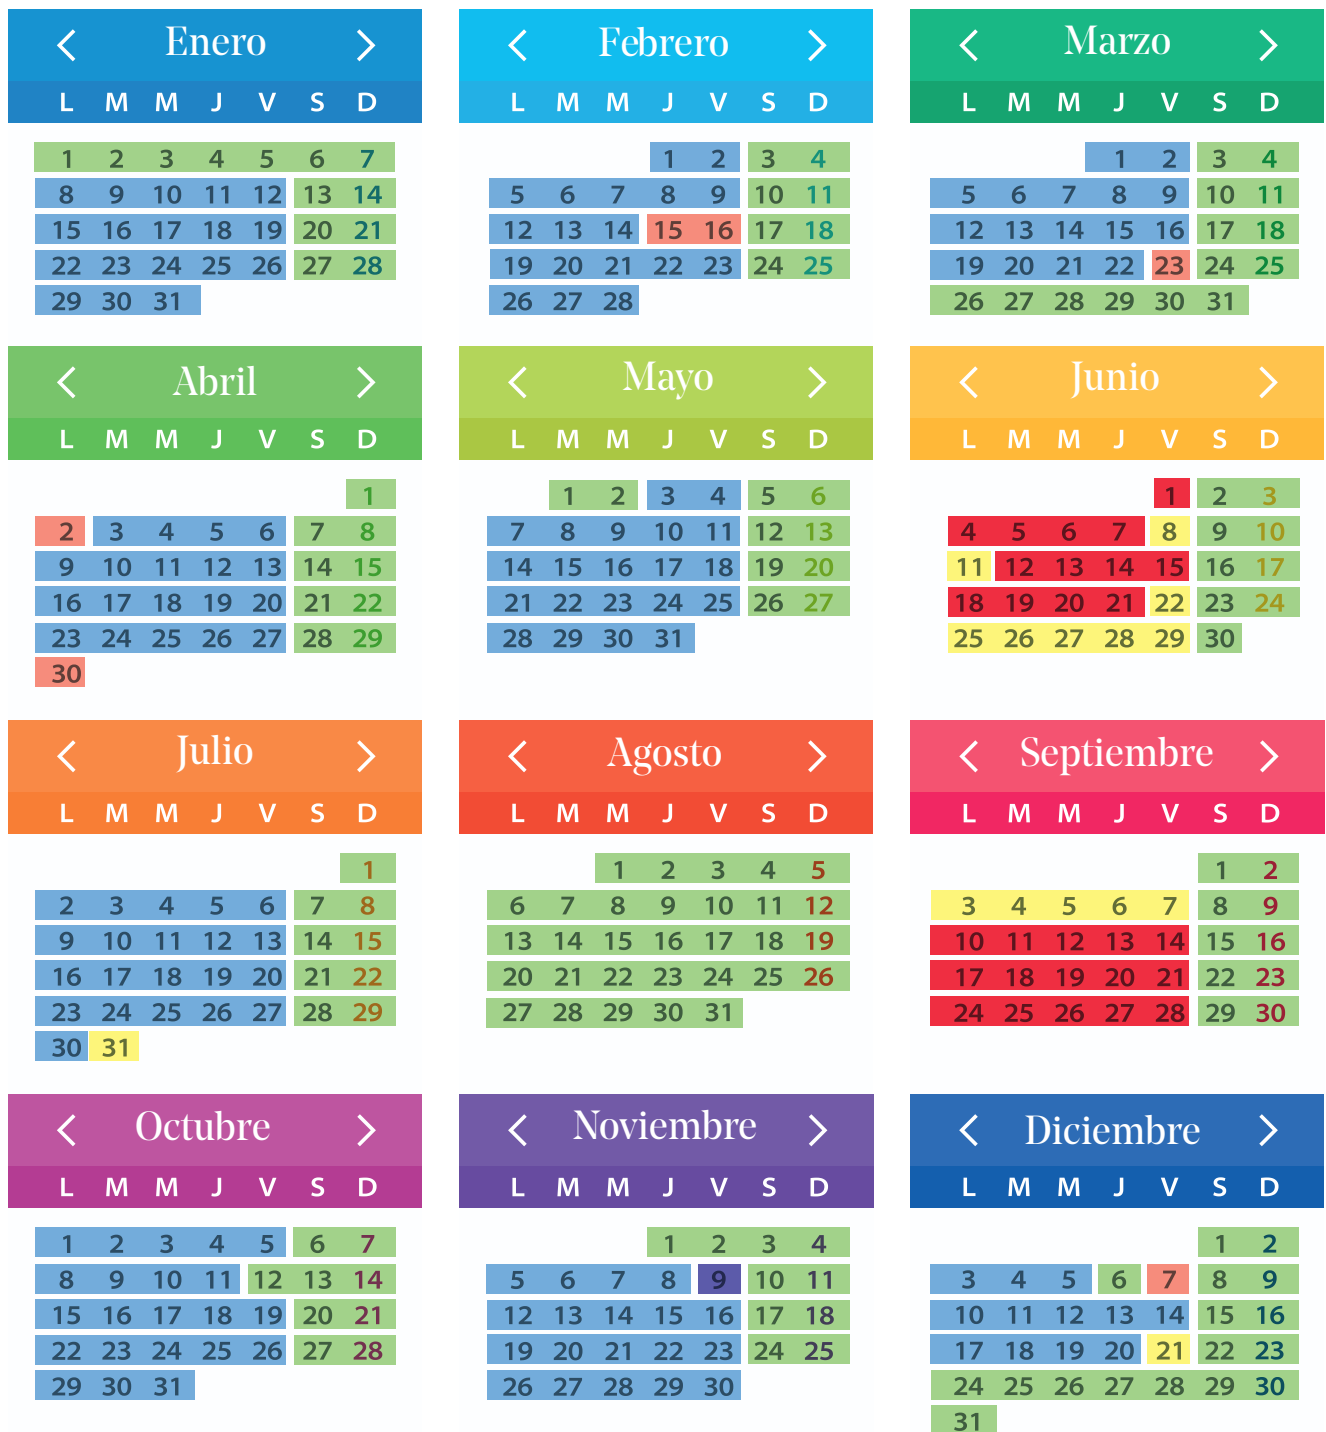 Enero
L M M J V S D
1 2 3 4 5 6 7
8 9 10 11 12 13 14
15 16 17 18 19 20 21
22 23 24 25 26 27 28
29 30 31
Febrero
L M M J V S D
1 2 3 4
5 6 7 8 9 10 11
12 13 14 15 16 17 18
19 20 21 22 23 24 25
26 27 28
Marzo
L M M J V S D
1 2 3 4
5 6 7 8 9 10 11
12 13 14 15 16 17 18
19 20 21 22 23 24 25
26 27 28 29 30 31
Abril
L M M J V S D
1
2 3 4 5 6 7 8
9 10 11 12 13 14 15
16 17 18 19 20 21 22
23 24 25 26 27 28 29
30
Mayo
L M M J V S D
1 2 3 4 5 6
7 8 9 10 11 12 13
14 15 16 17 18 19 20
21 22 23 24 25 26 27
28 29 30 31
Junio
L M M J V S D
1 2 3
4 5 6 7 8 9 10
11 12 13 14 15 16 17
18 19 20 21 22 23 24
25 26 27 28 29 30
Julio
L M M J V S D
1
2 3 4 5 6 7 8
9 10 11 12 13 14 15
16 17 18 19 20 21 22
23 24 25 26 27 28 29
30 31
Agosto
L M M J V S D
1 2 3 4 5
6 7 8 9 10 11 12
13 14 15 16 17 18 19
20 21 22 23 24 25 26
27 28 29 30 31
Septiembre
L M M J V S D
1 2
3 4 5 6 7 8 9
10 11 12 13 14 15 16
17 18 19 20 21 22 23
24 25 26 27 28 29 30
Octubre
L M M J V S D
1 2 3 4 5 6 7
8 9 10 11 12 13 14
15 16 17 18 19 20 21
22 23 24 25 26 27 28
29 30 31
Noviembre
L M M J V S D
1 2 3 4
5 6 7 8 9 10 11
12 13 14 15 16 17 18
19 20 21 22 23 24 25
26 27 28 29 30
Diciembre
L M M J V S D
1 2
3 4 5 6 7 8 9
10 11 12 13 14 15 16
17 18 19 20 21 22 23
24 25 26 27 28 29 30
31